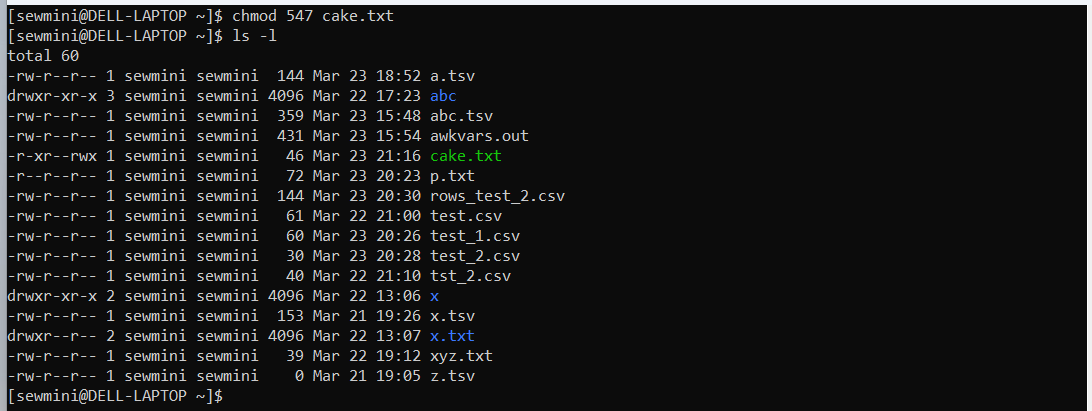 [sewmini@DELL-LAPTOP ~]$ chmod 547 cake.txt
[sewmini@DELL-LAPTOP ~]$ ls -l
total 60
-rw-r--r-- 1 sewmini sewmini  144 Mar 23 18:52 a.tsv
drwxr-xr-x 3 sewmini sewmini 4096 Mar 22 17:23 abc
-rw-r--r-- 1 sewmini sewmini  359 Mar 23 15:48 abc.tsv
-rw-r--r-- 1 sewmini sewmini  431 Mar 23 15:54 awkvars.out
-r-xr--rwx 1 sewmini sewmini   46 Mar 23 21:16 cake.txt
-r--r--r-- 1 sewmini sewmini   72 Mar 23 20:23 p.txt
-rw-r--r-- 1 sewmini sewmini  144 Mar 23 20:30 rows_test_2.csv
-rw-r--r-- 1 sewmini sewmini   61 Mar 22 21:00 test.csv
-rw-r--r-- 1 sewmini sewmini   60 Mar 23 20:26 test_1.csv
-rw-r--r-- 1 sewmini sewmini   30 Mar 23 20:28 test_2.csv
-rw-r--r-- 1 sewmini sewmini   40 Mar 22 21:10 tst_2.csv
drwxr-xr-x 2 sewmini sewmini 4096 Mar 22 13:06 x
-rw-r--r-- 1 sewmini sewmini  153 Mar 21 19:26 x.tsv
drwxr--r-- 2 sewmini sewmini 4096 Mar 22 13:07 x.txt
-rw-r--r-- 1 sewmini sewmini   39 Mar 22 19:12 xyz.txt
-rw-r--r-- 1 sewmini sewmini    0 Mar 21 19:05 z.tsv
[sewmini@DELL-LAPTOP ~]$